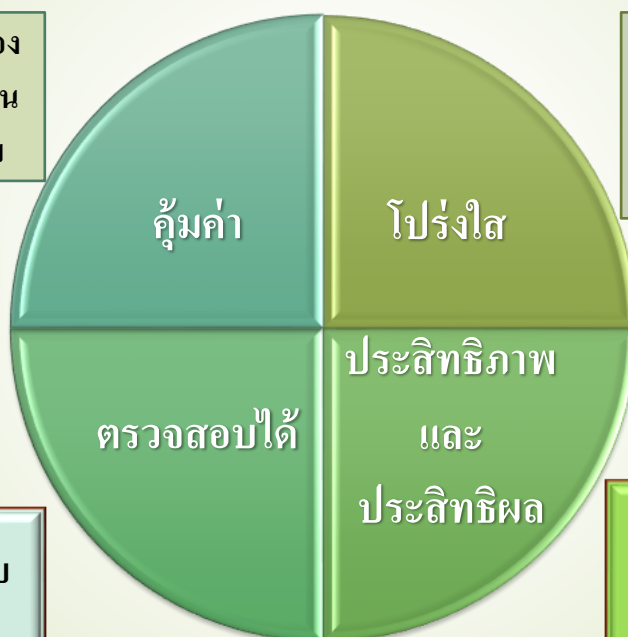 คุ้มค่า
โปร่งใส
ตรวจสอบได้
ประสิทธิภาพ
และ
ประสิทธิผล